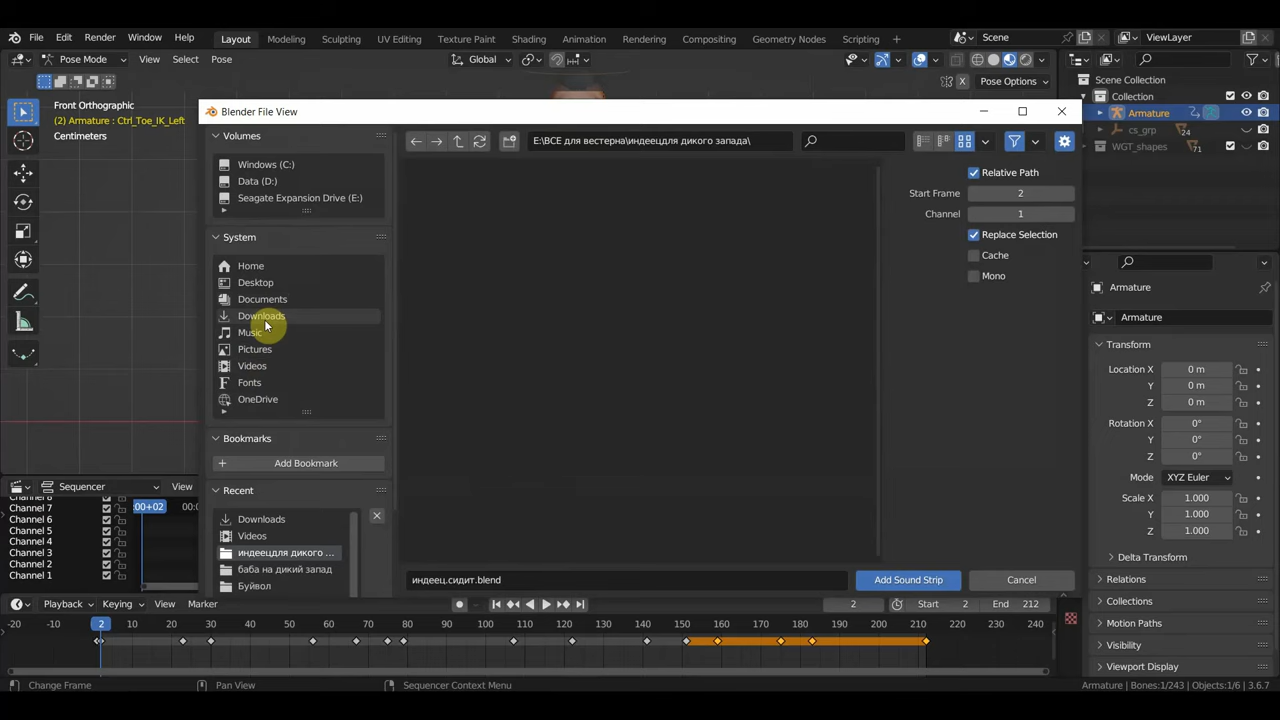 File Edit Render Window Help Layout Modeling Sculpting UV Editing Texture Paint Shading Animation Rendering Compositing Geometry Nodes Scripting + Scene ViewLayer
Pose Mode View Select Pose Global
X Pose Options
Front Orthographic
(2) Armature : Ctrl_Toe_IK_Left
Centimeters
Scene Collection
Collection
Armature
cs_grp 24
WGT_shapes 71
Blender File View
Volumes
Windows (C:)
Data (D:)
Seagate Expansion Drive (E:)
System
Home
Desktop
Documents
Downloads
Music
Pictures
Videos
Fonts
OneDrive
Bookmarks
Add Bookmark
Recent
Downloads
Videos
индеецдля дикого ...
баба на дикий запад
Буйвол
E:\ВСЕ для вестерна\индеецдля дикого запада\
Relative Path
Start Frame 2
Channel 1
Replace Selection
Cache
Mono
индеец.сидит.blend
Add Sound Strip
Cancel
Armature
Armature
Transform
Location X 0 m
Y 0 m
Z 0 m
Rotation X 0°
Y 0°
Z 0°
Mode XYZ Euler
Scale X 1.000
Y 1.000
Z 1.000
Delta Transform
Relations
Collections
Motion Paths
Visibility
Viewport Display
Sequencer View
Channel 7
Channel 6
Channel 5
Channel 4
Channel 3
Channel 2
Channel 1
:00+02 00:0
Playback Keying View Marker 2 Start 2 End 212
-20 -10 2 10 20 30 40 50 60 70 80 90 100 110 120 130 140 150 160 170 180 190 200 210 220 230 240
Change Frame Pan View Sequencer Context Menu Armature | Bones:1/243 | Objects:1/6 | 3.6.7